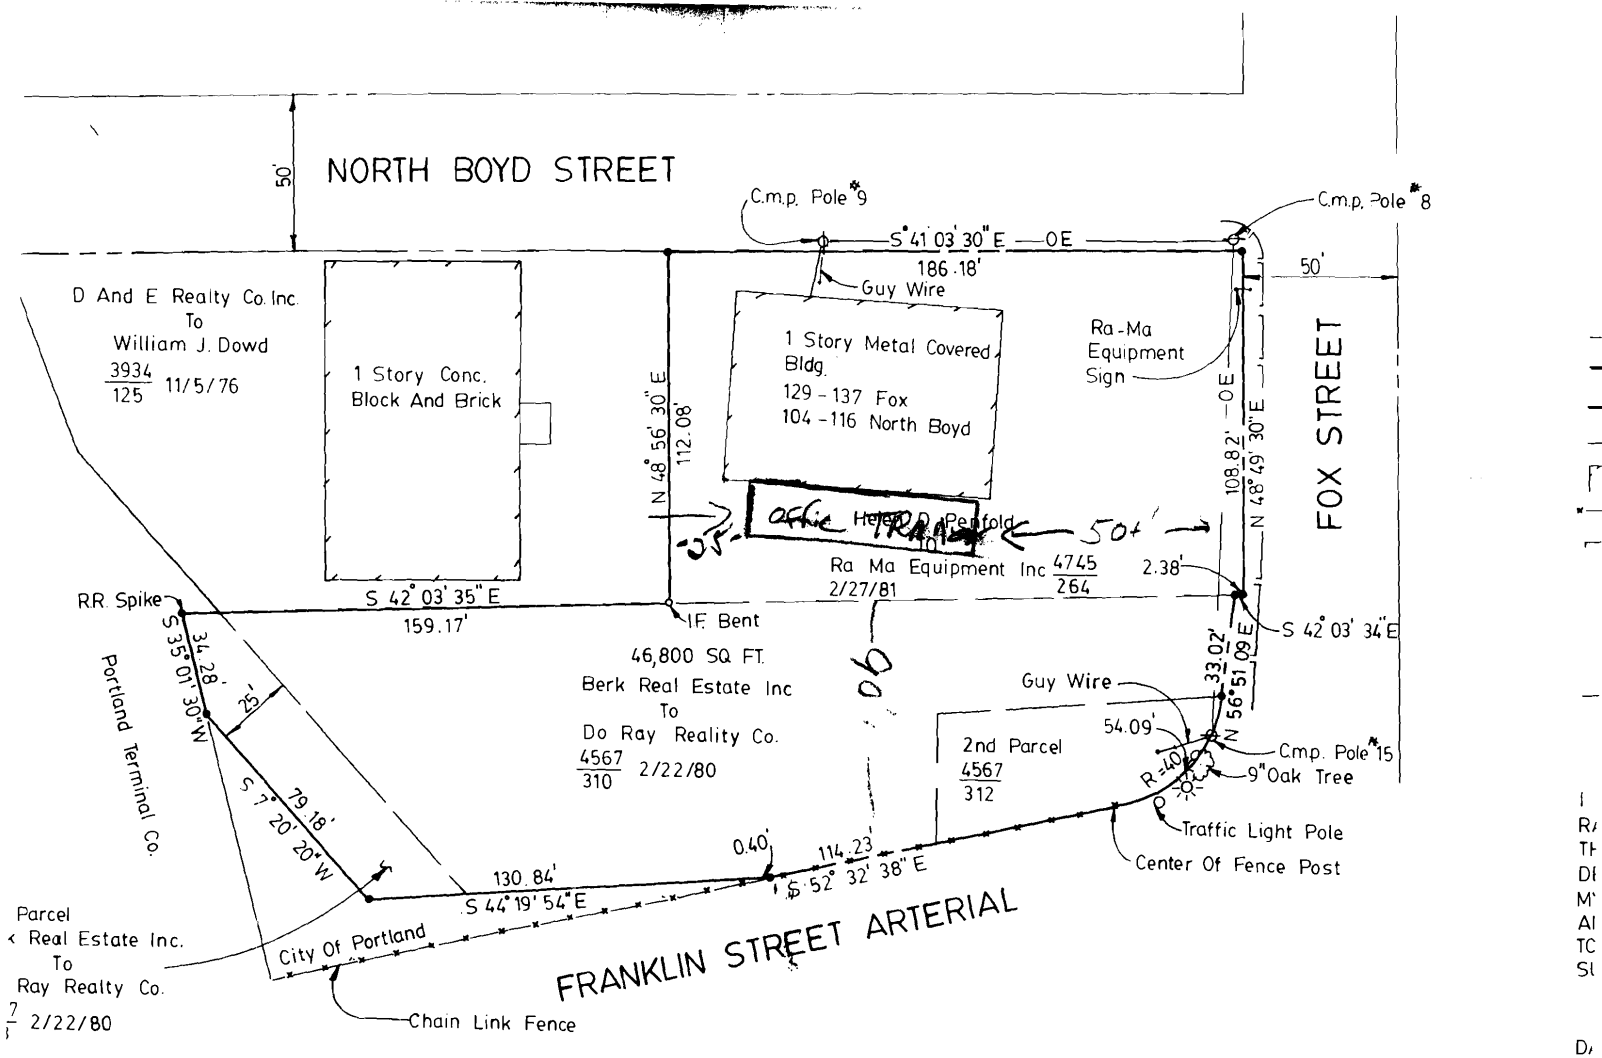 50'
NORTH BOYD STREET
C.m.p. Pole #9
C.m.p. Pole #8
S 41° 03' 30" E OE
186.18'
50'
Guy Wire
D And E Realty Co. Inc.
To
William J. Dowd
3934
125
11/5/76
1 Story Conc.
Block And Brick
N 48° 56' 30" E
112.08'
1 Story Metal Covered
Bldg.
129-137 Fox
104-116 North Boyd
Ra-Ma
Equipment
Sign
108.82' OE
N 48° 49' 30" E
FOX STREET
Office
Helen D. Penfold
To
Ra Ma Equipment Inc
4745
264
2/27/81
50+'
2.38'
R.R. Spike
S 42° 03' 35" E
159.17'
I.F. Bent
S 42° 03' 34" E
34.28'
S 35° 01' 30" W
25'
46,800 SQ FT.
Berk Real Estate Inc
To
Do Ray Reality Co.
4567
310
2/22/80
90'
33.02'
N 56° 51' 09 E
Guy Wire
54.09'
R = 40'
C.m.p. Pole #15
9" Oak Tree
2nd Parcel
4567
312
Traffic Light Pole
Center Of Fence Post
Portland Terminal Co.
79.18'
S 7° 20' 20" W
0.40'
114.23'
S 52° 32' 38" E
130.84'
S 44° 19' 54" E
City Of Portland
FRANKLIN STREET ARTERIAL
Chain Link Fence
Parcel
Real Estate Inc.
To
Ray Realty Co.
7
2/22/80